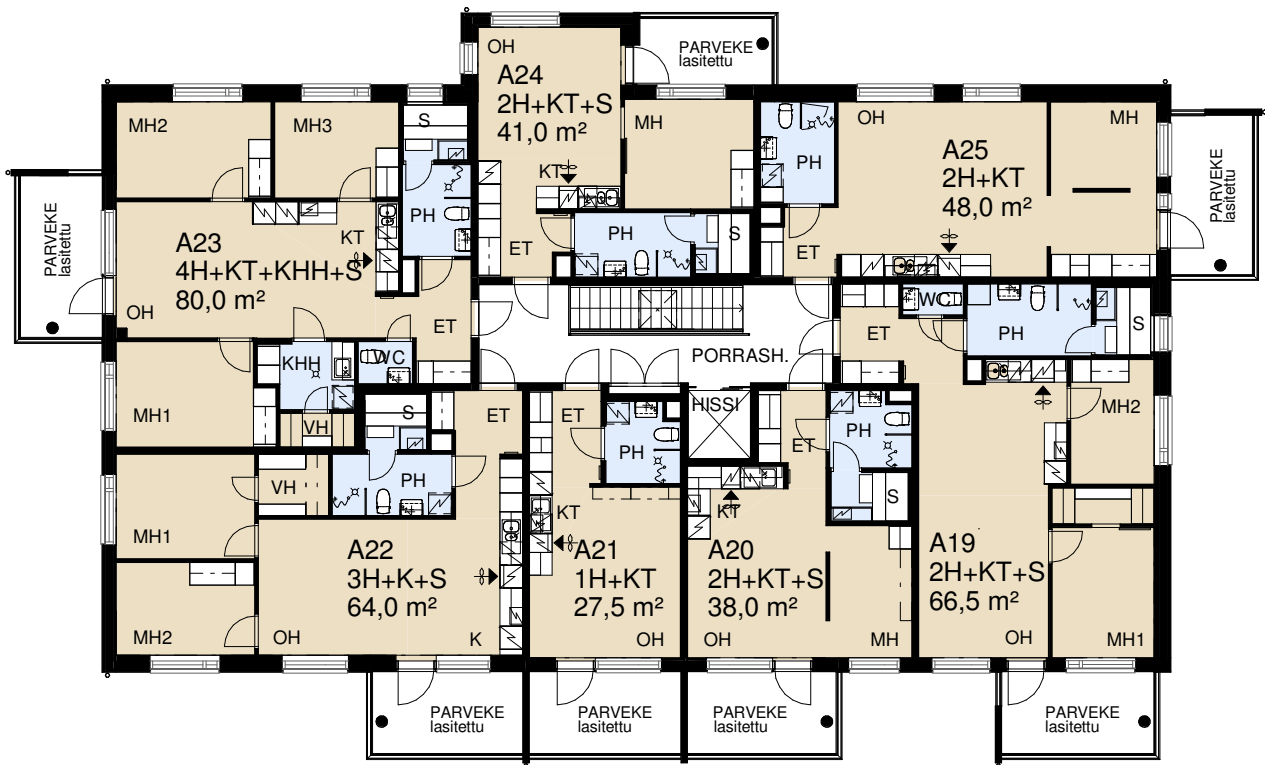 OH
A24
2H+KT+S
41,0 m²
KT
ET
MH
PH
S
PARVEKE
lasitettu
MH2
MH3
S
PH
A23
4H+KT+KHH+S
80,0 m²
KT
OH
ET
KHH
WC
MH1
VH
PARVEKE
lasitettu
PH
OH
MH
A25
2H+KT
48,0 m²
ET
PARVEKE
lasitettu
PORRASH.
HISSI
S
ET
VH
PH
MH1
A22
3H+K+S
64,0 m²
MH2
OH
K
PARVEKE
lasitettu
ET
PH
KT
A21
1H+KT
27,5 m²
OH
PARVEKE
lasitettu
ET
PH
S
KT
A20
2H+KT+S
38,0 m²
OH
MH
PARVEKE
lasitettu
WC
ET
PH
S
MH2
A19
2H+KT+S
66,5 m²
OH
MH1
PARVEKE
lasitettu